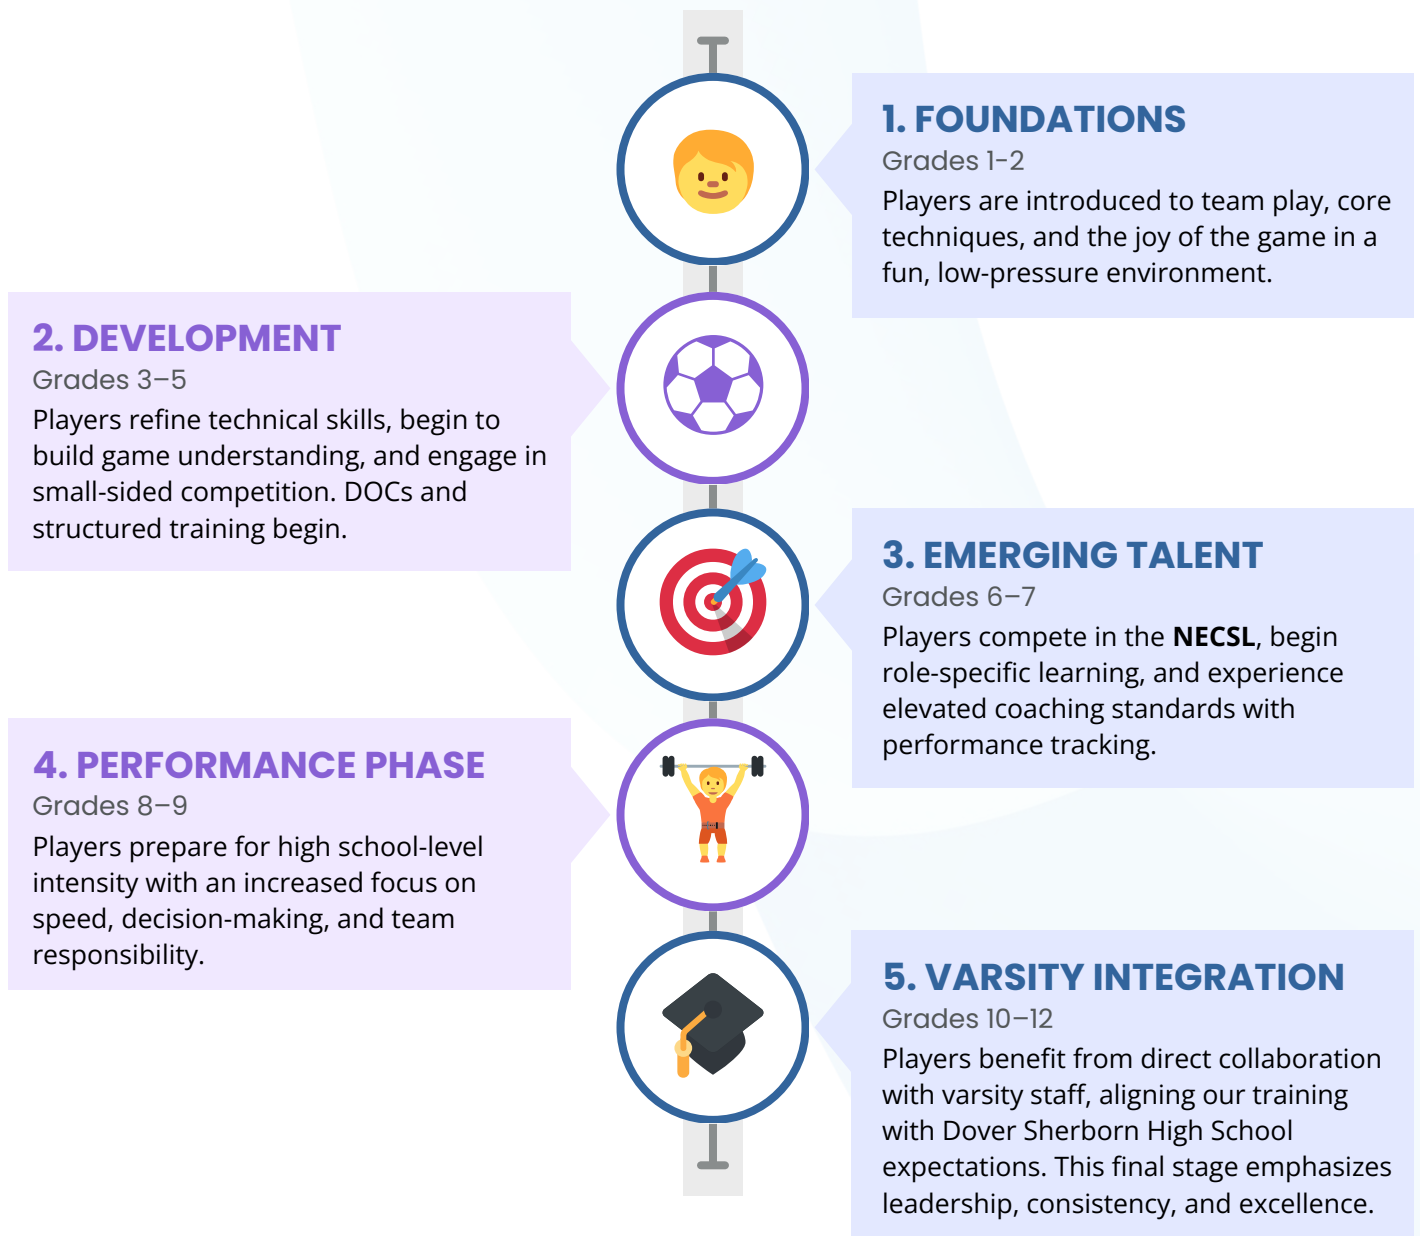 1. FOUNDATIONS
Grades 1-2
Players are introduced to team play, core
techniques, and the joy of the game in a
fun, low-pressure environment.
2. DEVELOPMENT
Grades 3–5
Players refine technical skills, begin to
build game understanding, and engage in
small-sided competition. DOCs and
structured training begin.
3. EMERGING TALENT
Grades 6–7
Players compete in the NECSL, begin
role-specific learning, and experience
elevated coaching standards with
performance tracking.
4. PERFORMANCE PHASE
Grades 8–9
Players prepare for high school-level
intensity with an increased focus on
speed, decision-making, and team
responsibility.
5. VARSITY INTEGRATION
Grades 10–12
Players benefit from direct collaboration
with varsity staff, aligning our training
with Dover Sherborn High School
expectations. This final stage emphasizes
leadership, consistency, and excellence.